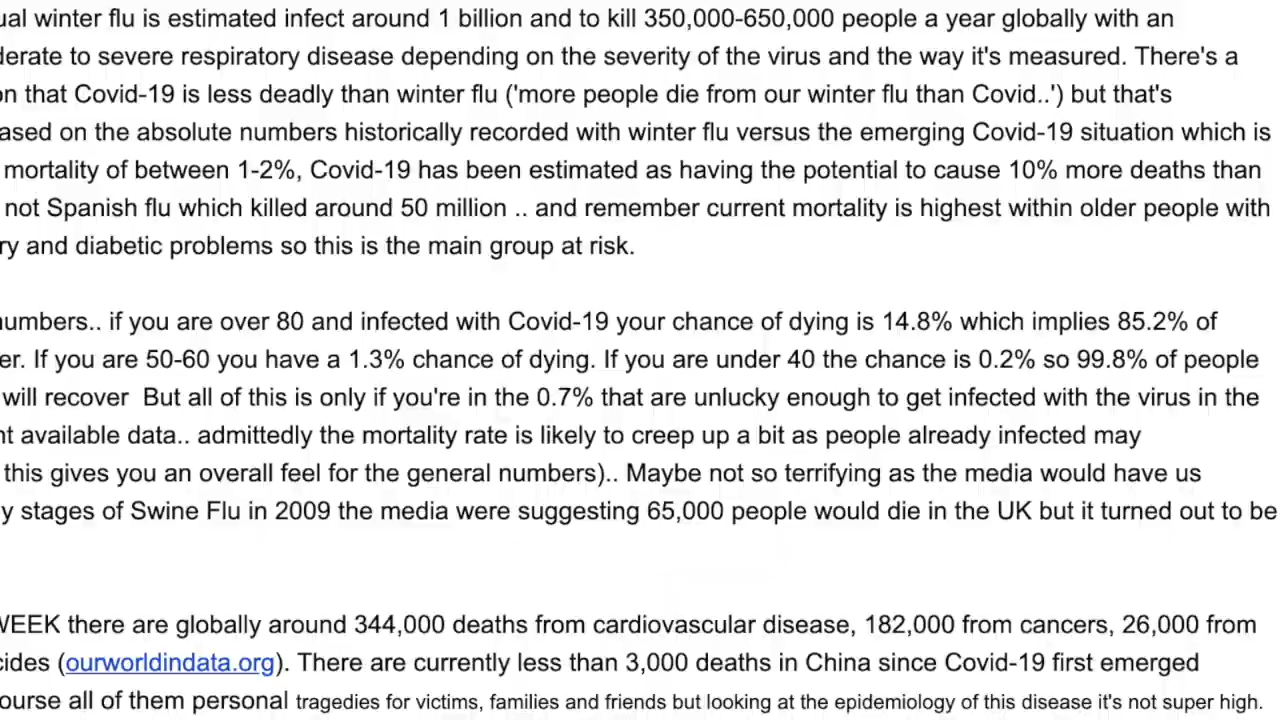 ual winter flu is estimated infect around 1 billion and to kill 350,000-650,000 people a year globally with an
derate to severe respiratory disease depending on the severity of the virus and the way it's measured. There's a
on that Covid-19 is less deadly than winter flu ('more people die from our winter flu than Covid..') but that's
ased on the absolute numbers historically recorded with winter flu versus the emerging Covid-19 situation which is
mortality of between 1-2%, Covid-19 has been estimated as having the potential to cause 10% more deaths than
not Spanish flu which killed around 50 million .. and remember current mortality is highest within older people with
ry and diabetic problems so this is the main group at risk.
numbers.. if you are over 80 and infected with Covid-19 your chance of dying is 14.8% which implies 85.2% of
er. If you are 50-60 you have a 1.3% chance of dying. If you are under 40 the chance is 0.2% so 99.8% of people
will recover  But all of this is only if you're in the 0.7% that are unlucky enough to get infected with the virus in the
nt available data.. admittedly the mortality rate is likely to creep up a bit as people already infected may
this gives you an overall feel for the general numbers).. Maybe not so terrifying as the media would have us
y stages of Swine Flu in 2009 the media were suggesting 65,000 people would die in the UK but it turned out to be
WEEK there are globally around 344,000 deaths from cardiovascular disease, 182,000 from cancers, 26,000 from
cides (ourworldindata.org). There are currently less than 3,000 deaths in China since Covid-19 first emerged
ourse all of them personal tragedies for victims, families and friends but looking at the epidemiology of this disease it's not super high.